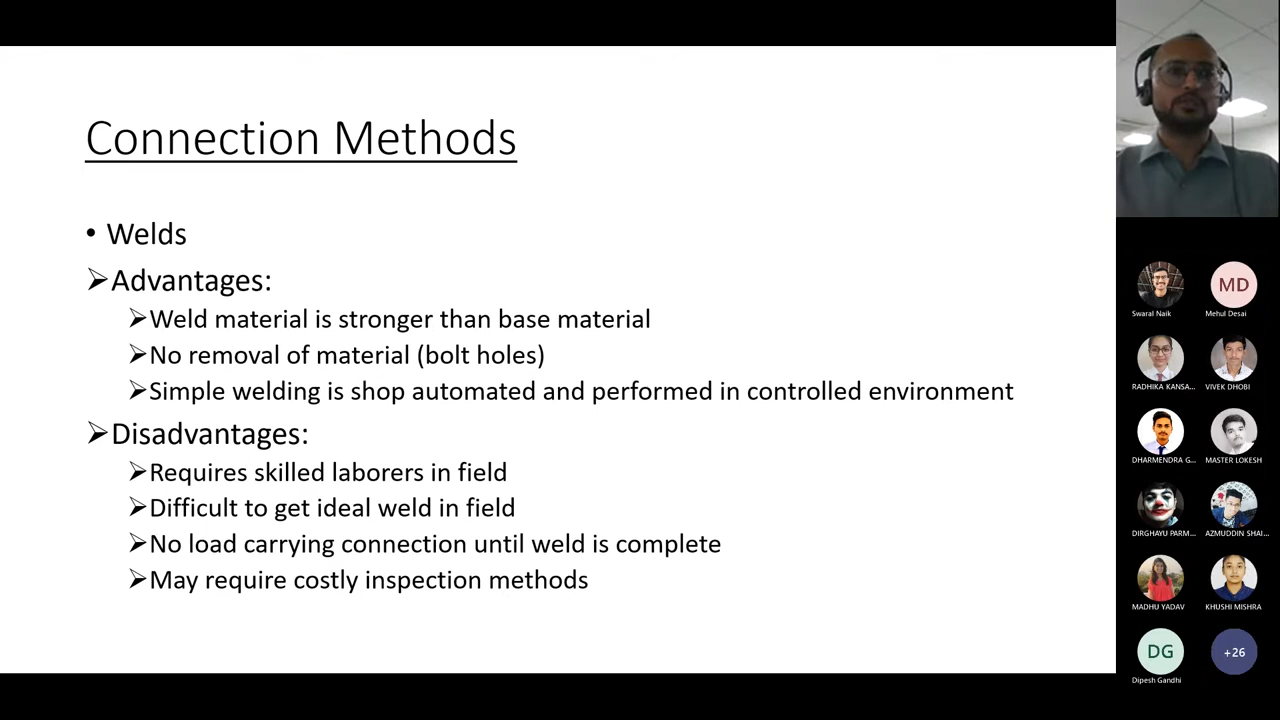 Connection Methods
• Welds
➢Advantages:
➢Weld material is stronger than base material
➢No removal of material (bolt holes)
➢Simple welding is shop automated and performed in controlled environment
➢Disadvantages:
➢Requires skilled laborers in field
➢Difficult to get ideal weld in field
➢No load carrying connection until weld is complete
➢May require costly inspection methods
MD
Swaral Naik
Mehul Desai
RADHIKA KANSA...
VIVEK DHOBI
DHARMENDRA G...
MASTER LOKESH
DIRGHAYU PARM...
AZMUDDIN SHAI...
MADHU YADAV
KHUSHI MISHRA
DG
+26
Dipesh Gandhi